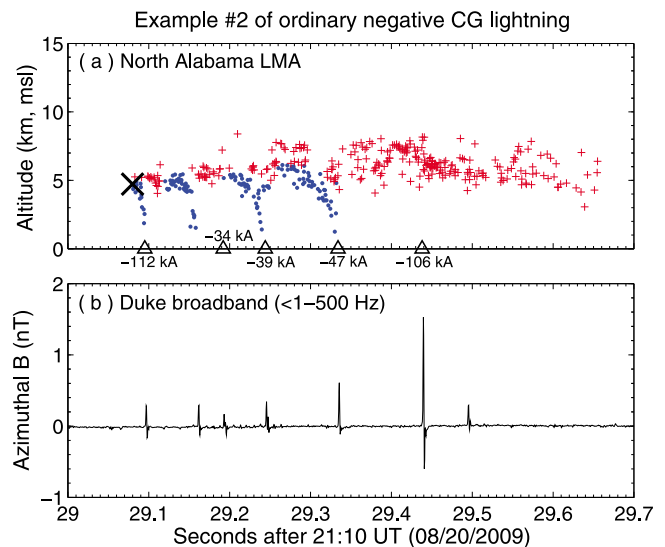 Example #2 of ordinary negative CG lightning
( a ) North Alabama LMA
15
10
5
0
Altitude (km, msl)
−34 kA
−112 kA
−39 kA
−47 kA
−106 kA
( b ) Duke broadband (<1−500 Hz)
2
1
0
−1
Azimuthal B (nT)
29 29.1 29.2 29.3 29.4 29.5 29.6 29.7
Seconds after 21:10 UT (08/20/2009)